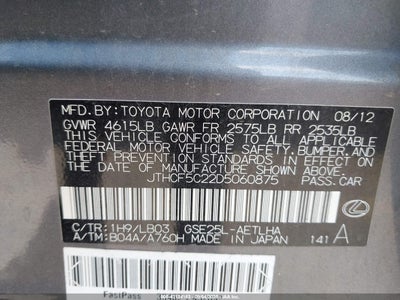 MFD. BY: TOYOTA MOTOR CORPORATION 08/12
GVWR 4615LB GAWR FR 2575LB RR 2535LB
THIS VEHICLE CONFORMS TO ALL APPLICABLE
FEDERAL MOTOR VEHICLE SAFETY, BUMPER, AND
THEFT PREVENTION STANDARDS IN EFFECT ON
THE DATE OF MANUFACTURE SHOWN ABOVE.
JTHCF5C22D5060875 PASS. CAR
C/TR: 1H9/LB03 GSE25L-AETLHA
A/TM: B04A/A760H MADE IN JAPAN 141 A
FastPass